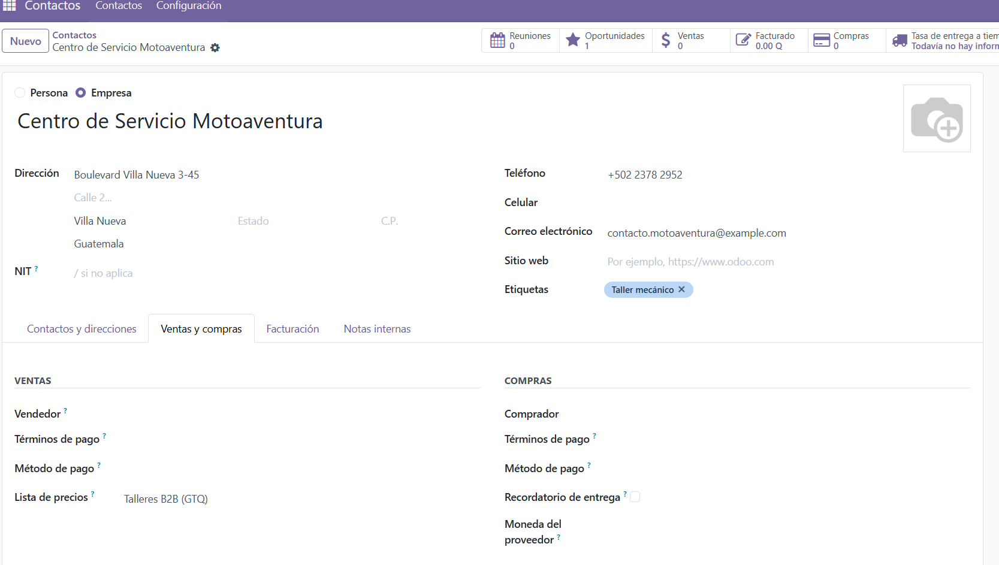 Contactos Contactos Configuración
Nuevo
Contactos
Centro de Servicio Motoaventura
Reuniones
0
Oportunidades
1
Ventas
0
Facturado
0.00 Q
Compras
0
Tasa de entrega a tiem
Todavía no hay inform
Persona Empresa
Centro de Servicio Motoaventura
Dirección
Boulevard Villa Nueva 3-45
Calle 2...
Villa Nueva Estado C.P.
Guatemala
NIT ? / si no aplica
Teléfono +502 2378 2952
Celular
Correo electrónico contacto.motoaventura@example.com
Sitio web Por ejemplo, https://www.odoo.com
Etiquetas Taller mecánico ✕
Contactos y direcciones Ventas y compras Facturación Notas internas
VENTAS
Vendedor ?
Términos de pago ?
Método de pago ?
Lista de precios ? Talleres B2B (GTQ)
COMPRAS
Comprador
Términos de pago ?
Método de pago ?
Recordatorio de entrega ?
Moneda del
proveedor ?